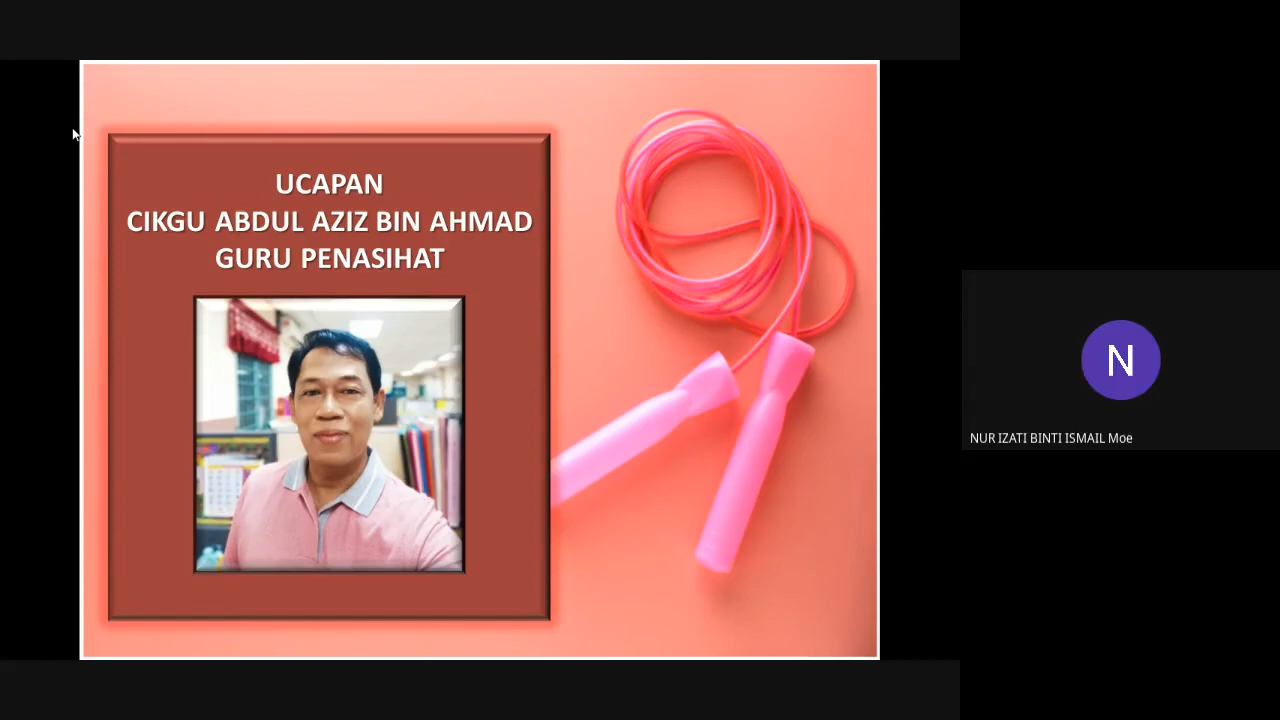 UCAPAN
CIKGU ABDUL AZIZ BIN AHMAD
GURU PENASIHAT
N
NUR IZATI BINTI ISMAIL Moe